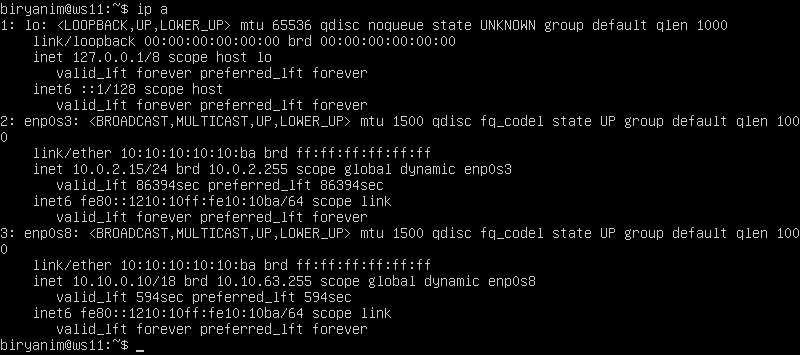 biryanim@ws11:~$ ip a
1: lo: <LOOPBACK,UP,LOWER_UP> mtu 65536 qdisc noqueue state UNKNOWN group default qlen 1000
    link/loopback 00:00:00:00:00:00 brd 00:00:00:00:00:00
    inet 127.0.0.1/8 scope host lo
       valid_lft forever preferred_lft forever
    inet6 ::1/128 scope host
       valid_lft forever preferred_lft forever
2: enp0s3: <BROADCAST,MULTICAST,UP,LOWER_UP> mtu 1500 qdisc fq_codel state UP group default qlen 100
0
    link/ether 10:10:10:10:10:ba brd ff:ff:ff:ff:ff:ff
    inet 10.0.2.15/24 brd 10.0.2.255 scope global dynamic enp0s3
       valid_lft 86394sec preferred_lft 86394sec
    inet6 fe80::1210:10ff:fe10:10ba/64 scope link
       valid_lft forever preferred_lft forever
3: enp0s8: <BROADCAST,MULTICAST,UP,LOWER_UP> mtu 1500 qdisc fq_codel state UP group default qlen 100
0
    link/ether 10:10:10:10:10:ba brd ff:ff:ff:ff:ff:ff
    inet 10.10.0.10/18 brd 10.10.63.255 scope global dynamic enp0s8
       valid_lft 594sec preferred_lft 594sec
    inet6 fe80::1210:10ff:fe10:10ba/64 scope link
       valid_lft forever preferred_lft forever
biryanim@ws11:~$ _